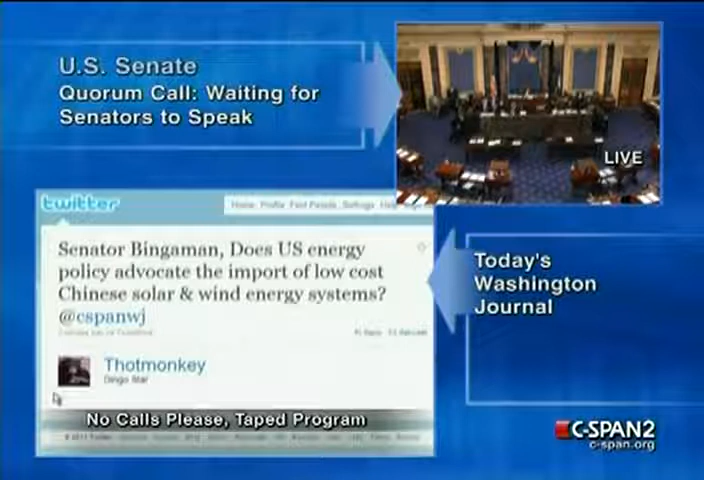 U.S. Senate
Quorum Call: Waiting for
Senators to Speak
LIVE
twitter
Home Profile Find People Settings Help
Senator Bingaman, Does US energy
policy advocate the import of low cost
Chinese solar & wind energy systems?
@cspanwj
Thotmonkey
Dingo Star
No Calls Please, Taped Program
Today's
Washington
Journal
C-SPAN2
c-span.org